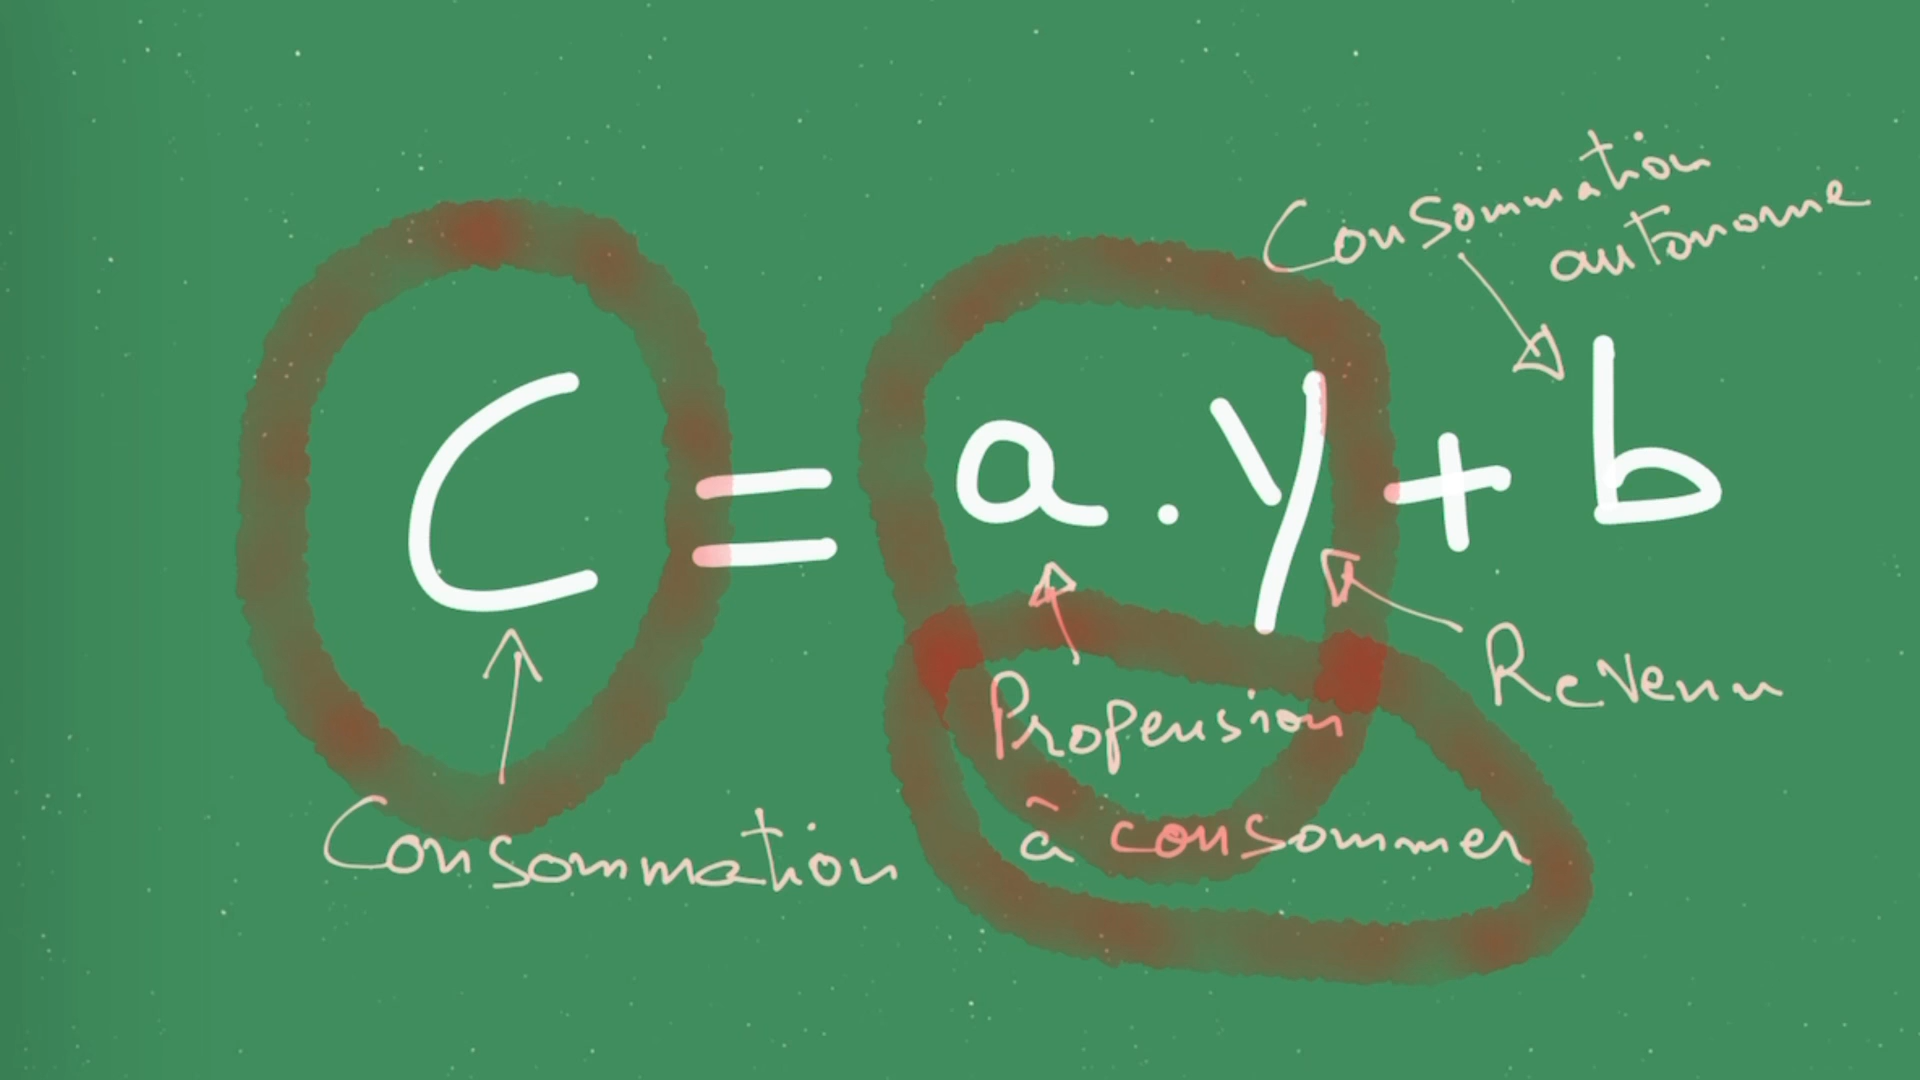 Consommation
autonome
C = a . y + b
Revenu
Propension
à consommer
Consommation